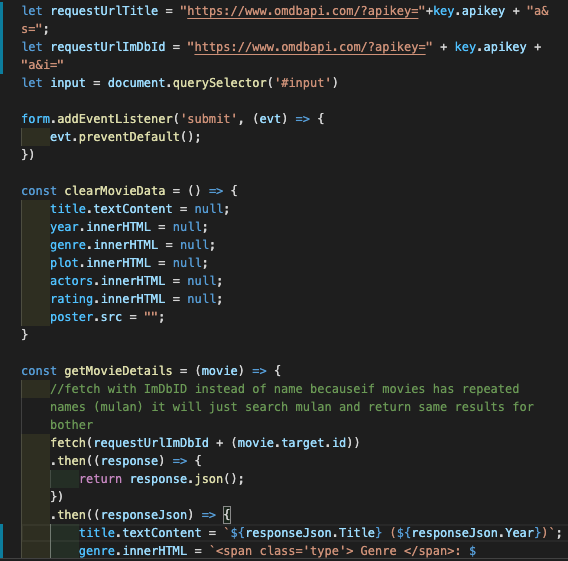 let requestUrlTitle = "https://www.omdbapi.com/?apikey="+key.apikey + "a&
s=";
let requestUrlImDbId = "https://www.omdbapi.com/?apikey=" + key.apikey +
"a&i="
let input = document.querySelector('#input')
form.addEventListener('submit', (evt) => {
evt.preventDefault();
})
const clearMovieData = () => {
title.textContent = null;
year.innerHTML = null;
genre.innerHTML = null;
plot.innerHTML = null;
actors.innerHTML = null;
rating.innerHTML = null;
poster.src = "";
}
const getMovieDetails = (movie) => {
//fetch with ImDbID instead of name becauseif movies has repeated
names (mulan) it will just search mulan and return same results for
bother
fetch(requestUrlImDbId + (movie.target.id))
.then((response) => {
return response.json();
})
.then((responseJson) => {
title.textContent = `${responseJson.Title} (${responseJson.Year})`;
genre.innerHTML = `<span class='type'> Genre </span>: $